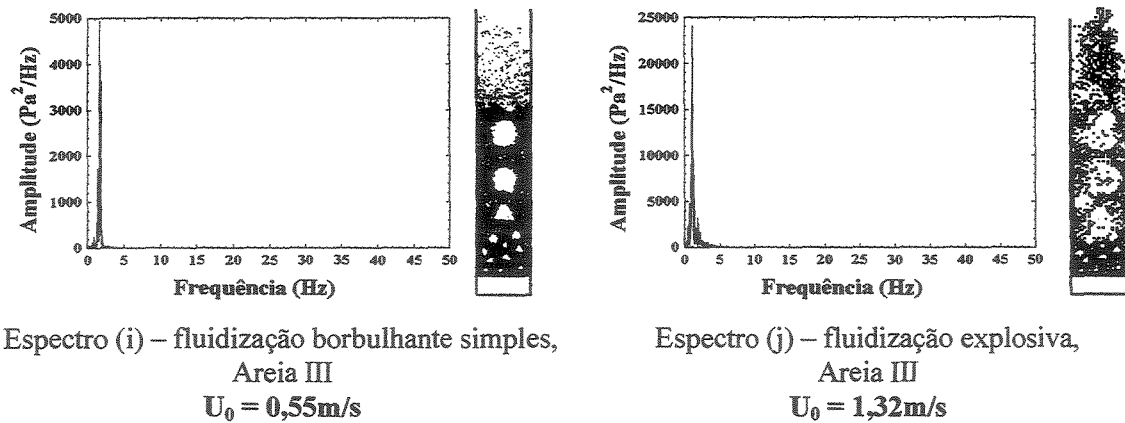 Amplitude (Pa²/Hz)
5000
4000
3000
2000
1000
0
0 5 10 15 20 25 30 35 40 45 50
Frequência (Hz)
Espectro (i) – fluidização borbulhante simples,
Areia III
U₀ = 0,55m/s
Amplitude (Pa²/Hz)
25000
20000
15000
10000
5000
0
0 5 10 15 20 25 30 35 40 45 50
Frequência (Hz)
Espectro (j) – fluidização explosiva,
Areia III
U₀ = 1,32m/s